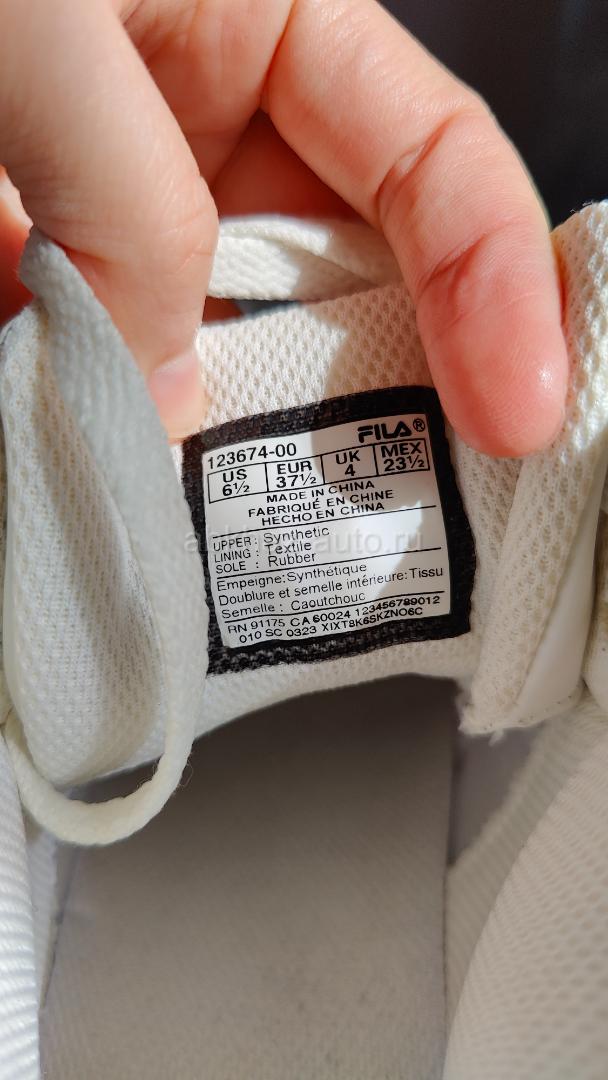 FILA®
123674-00
US EUR UK MEX
6½ 37½ 4 23½
MADE IN CHINA
FABRIQUÉ EN CHINE
HECHO EN CHINA
UPPER : Synthetic
LINING : Textile
SOLE : Rubber
Empeigne:Synthétique
Doublure et semelle intérieure:Tissu
Semelle : Caoutchouc
RN 91175 CA 60024 123456789012
010 SC 0323 XIXT8K6SKZNO6C